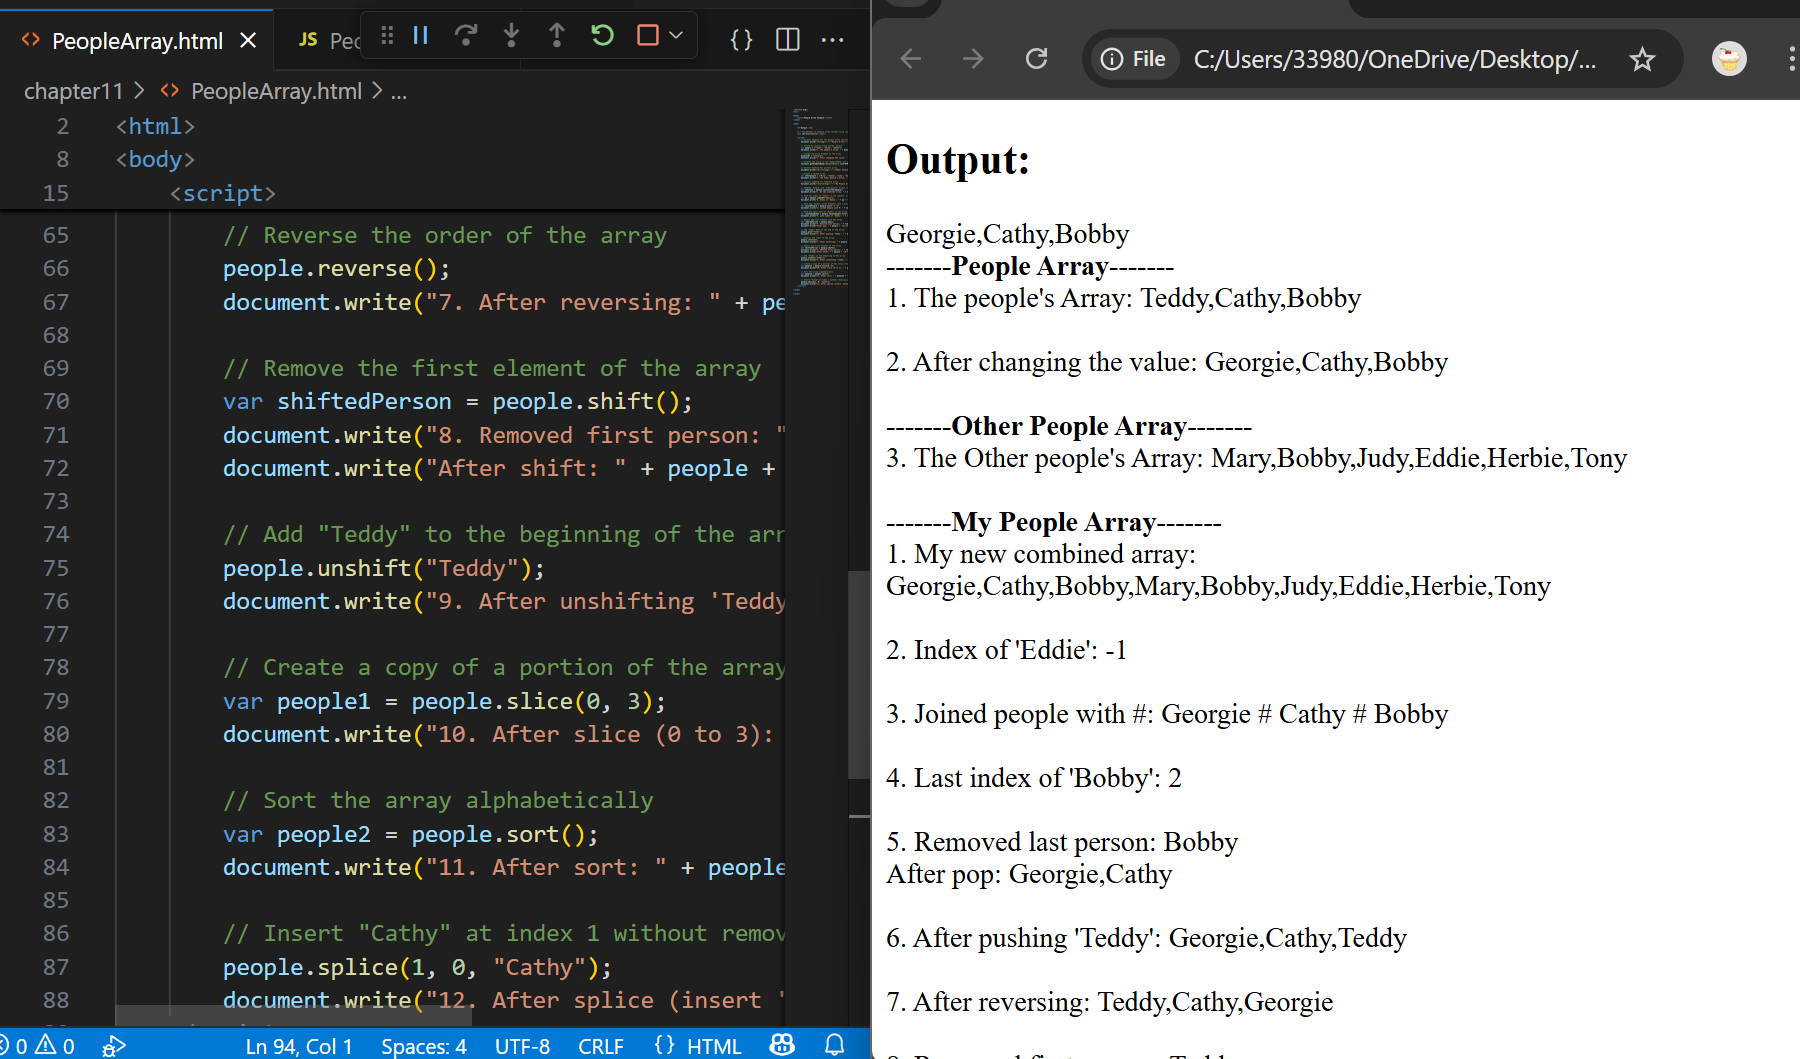 PeopleArray.html
JS Peo
chapter11 > PeopleArray.html > ...
2 <html>
8 <body>
15 <script>
65 // Reverse the order of the array
66 people.reverse();
67 document.write("7. After reversing: " + pe
68
69 // Remove the first element of the array
70 var shiftedPerson = people.shift();
71 document.write("8. Removed first person: "
72 document.write("After shift: " + people +
73
74 // Add "Teddy" to the beginning of the arr
75 people.unshift("Teddy");
76 document.write("9. After unshifting 'Teddy
77
78 // Create a copy of a portion of the array
79 var people1 = people.slice(0, 3);
80 document.write("10. After slice (0 to 3):
81
82 // Sort the array alphabetically
83 var people2 = people.sort();
84 document.write("11. After sort: " + people
85
86 // Insert "Cathy" at index 1 without remov
87 people.splice(1, 0, "Cathy");
88 document.write("12. After splice (insert '
0 0 Ln 94, Col 1 Spaces: 4 UTF-8 CRLF {} HTML
File C:/Users/33980/OneDrive/Desktop/...
Output:
Georgie,Cathy,Bobby
-------People Array-------
1. The people's Array: Teddy,Cathy,Bobby
2. After changing the value: Georgie,Cathy,Bobby
-------Other People Array-------
3. The Other people's Array: Mary,Bobby,Judy,Eddie,Herbie,Tony
-------My People Array-------
1. My new combined array:
Georgie,Cathy,Bobby,Mary,Bobby,Judy,Eddie,Herbie,Tony
2. Index of 'Eddie': -1
3. Joined people with #: Georgie # Cathy # Bobby
4. Last index of 'Bobby': 2
5. Removed last person: Bobby
After pop: Georgie,Cathy
6. After pushing 'Teddy': Georgie,Cathy,Teddy
7. After reversing: Teddy,Cathy,Georgie